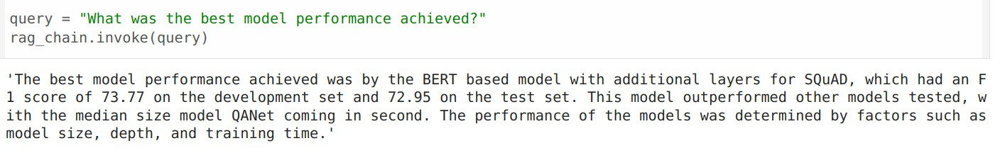 query = "What was the best model performance achieved?"
rag_chain.invoke(query)
'The best model performance achieved was by the BERT based model with additional layers for SQuAD, which had an F
1 score of 73.77 on the development set and 72.95 on the test set. This model outperformed other models tested, w
ith the median size model QANet coming in second. The performance of the models was determined by factors such as
model size, depth, and training time.'